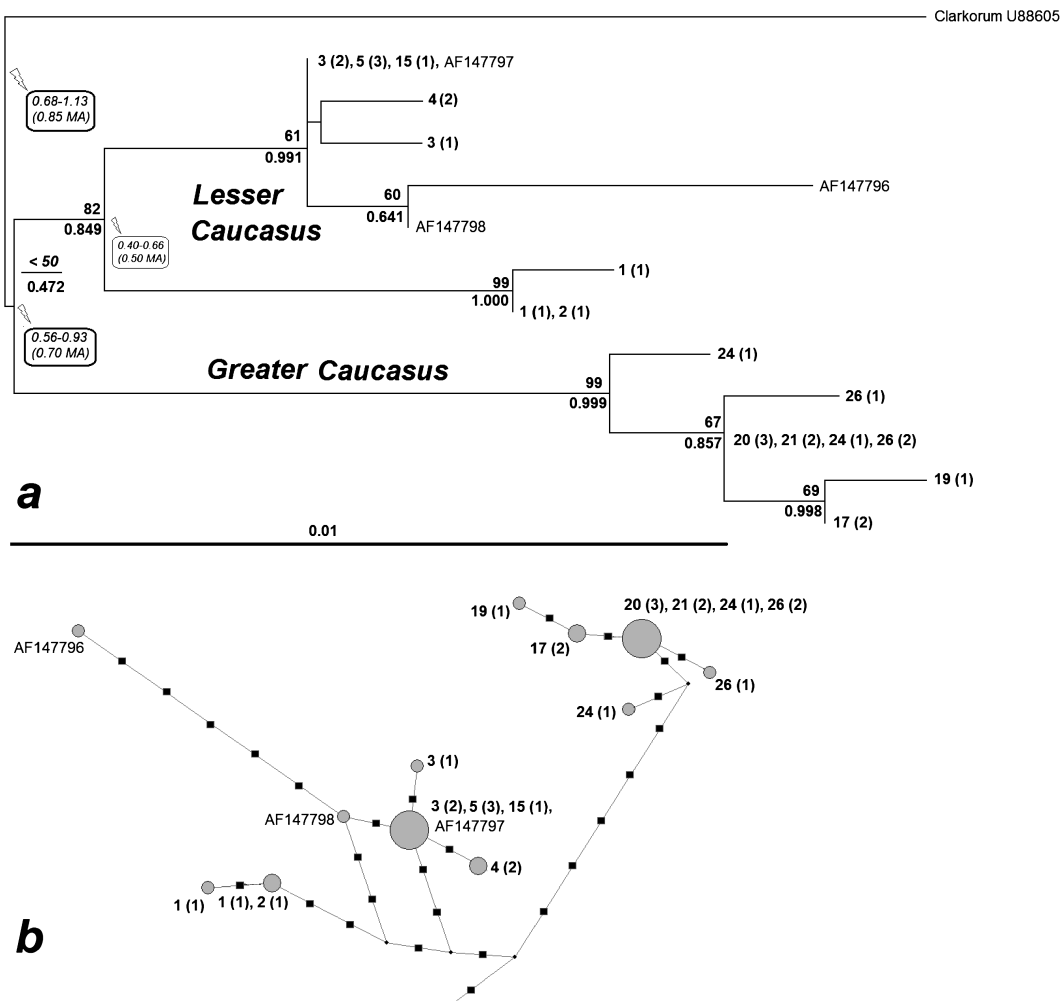 Clarkorum U88605
3 (2), 5 (3), 15 (1), AF147797
0.68-1.13
(0.85 MA)
4 (2)
61
3 (1)
0.991
Lesser
Caucasus
60
AF147796
0.641
AF147798
82
0.849
0.40-0.66
(0.50 MA)
< 50
0.472
1 (1)
99
1.000
1 (1), 2 (1)
0.56-0.93
(0.70 MA)
Greater Caucasus
24 (1)
99
0.999
26 (1)
67
0.857
20 (3), 21 (2), 24 (1), 26 (2)
19 (1)
69
0.998
17 (2)
a
0.01
19 (1)
20 (3), 21 (2), 24 (1), 26 (2)
AF147796
17 (2)
26 (1)
24 (1)
3 (1)
3 (2), 5 (3), 15 (1),
AF147797
AF147798
4 (2)
1 (1)
1 (1), 2 (1)
b